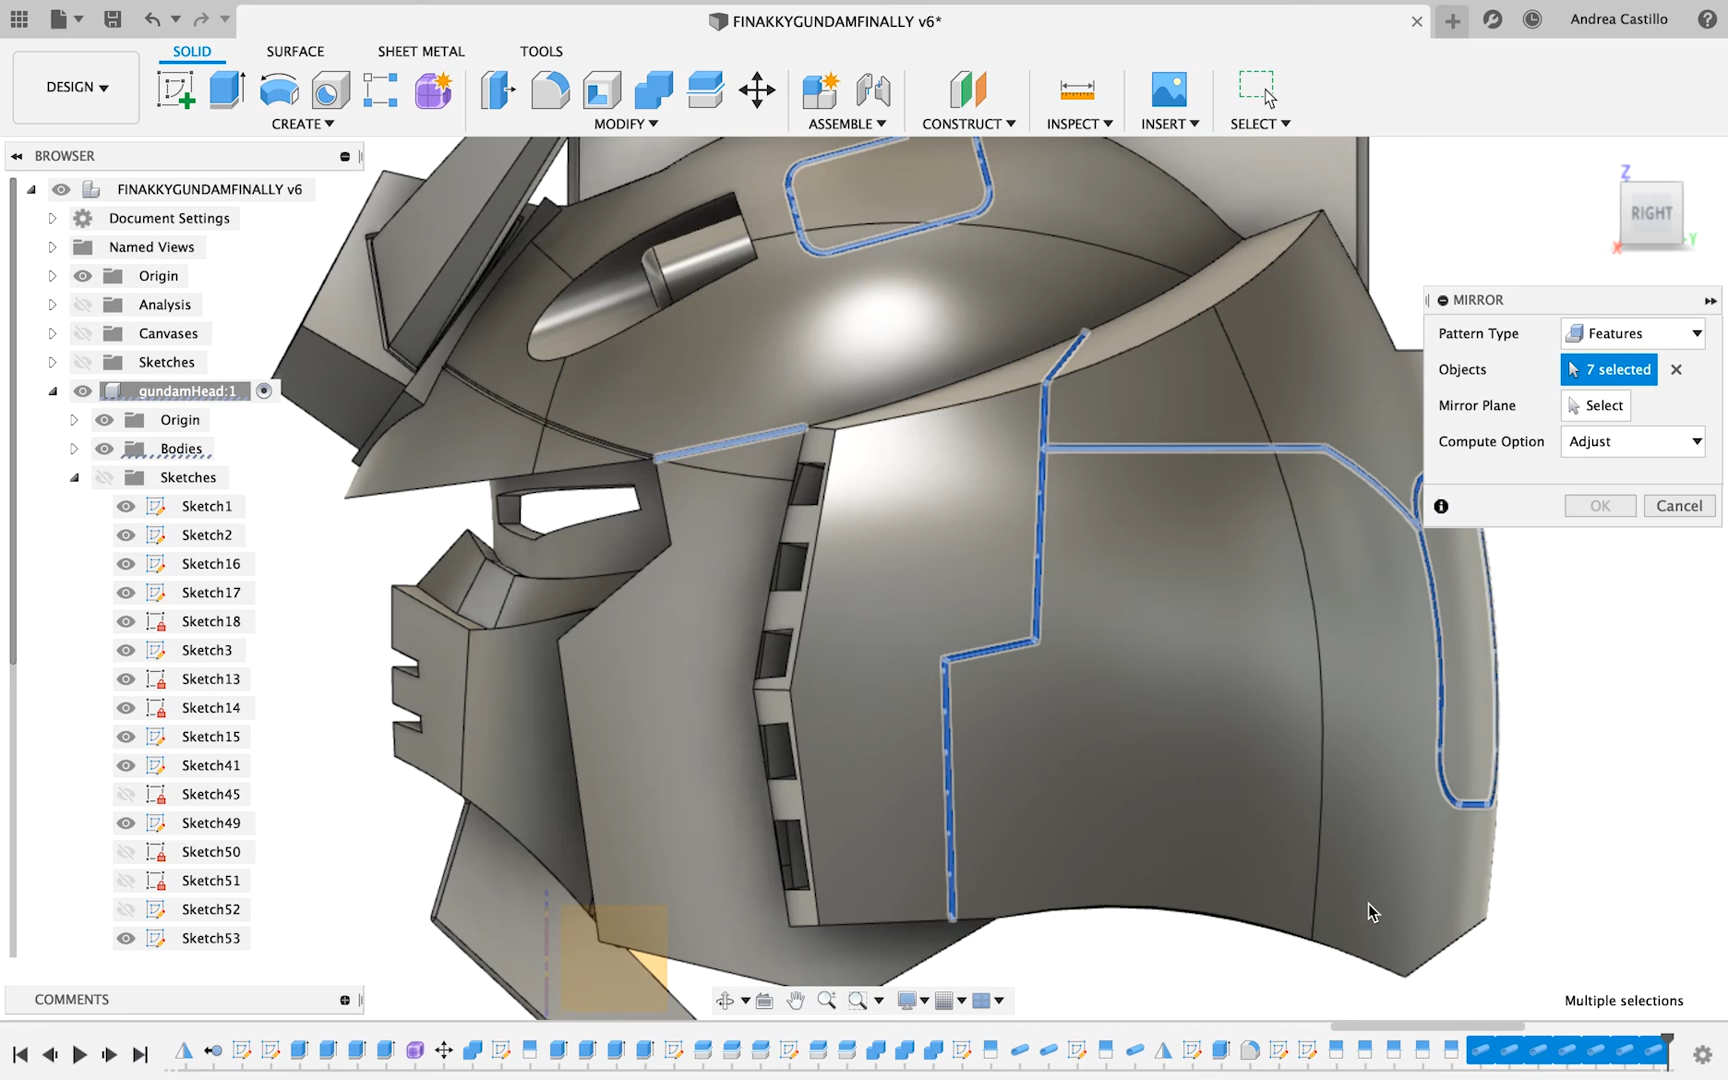 FINAKKYGUNDAMFINALLY v6*
Andrea Castillo
SOLID
SURFACE
SHEET METAL
TOOLS
DESIGN
CREATE
MODIFY
ASSEMBLE
CONSTRUCT
INSPECT
INSERT
SELECT
BROWSER
FINAKKYGUNDAMFINALLY v6
Document Settings
Named Views
Origin
Analysis
Canvases
Sketches
gundamHead:1
Origin
Bodies
Sketches
Sketch1
Sketch2
Sketch16
Sketch17
Sketch18
Sketch3
Sketch13
Sketch14
Sketch15
Sketch41
Sketch45
Sketch49
Sketch50
Sketch51
Sketch52
Sketch53
COMMENTS
Z
RIGHT
X
Y
MIRROR
Pattern Type
Features
Objects
7 selected
Mirror Plane
Select
Compute Option
Adjust
OK
Cancel
Multiple selections